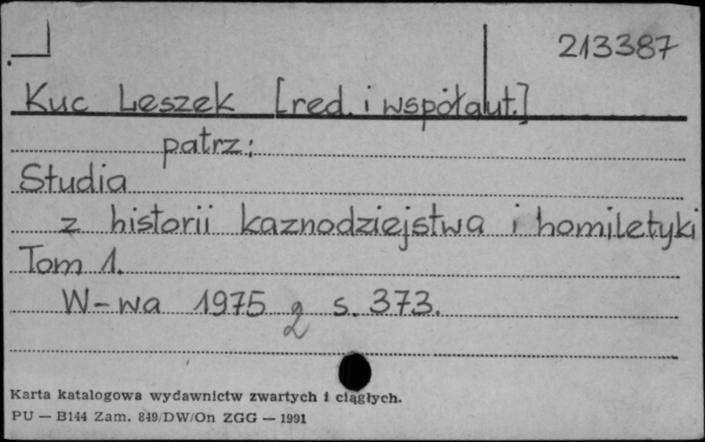 213387
Kuc Leszek [red. i współaut.]
patrz:
Studia
z historii kaznodziejstwa i homiletyki
Tom 1.
W-wa 1975 s. 373.
2
Karta katalogowa wydawnictw zwartych i ciągłych.
PU — B144 Zam. 849/DW/On ZGG — 1991